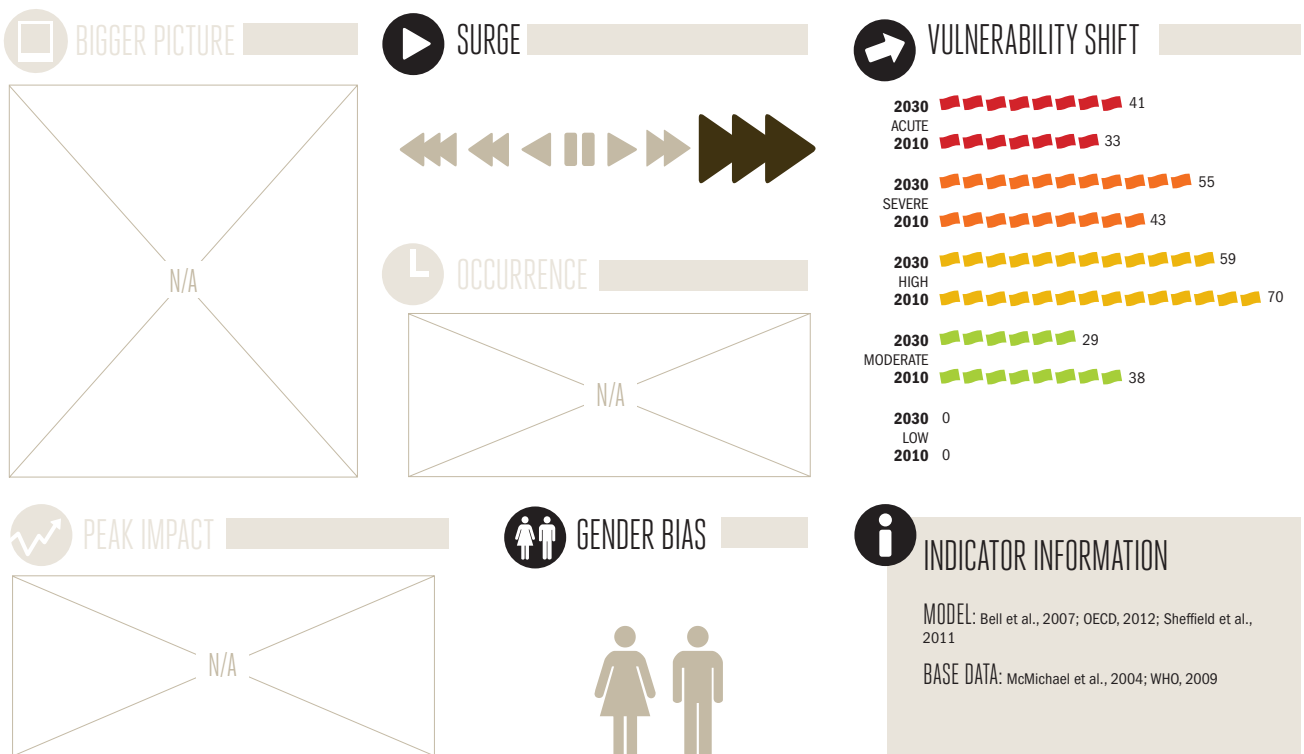 BIGGER PICTURE
N/A
SURGE
OCCURRENCE
N/A
VULNERABILITY SHIFT
2030 41
ACUTE
2010 33
2030 55
SEVERE
2010 43
2030 59
HIGH
2010 70
2030 29
MODERATE
2010 38
2030 0
LOW
2010 0
PEAK IMPACT
N/A
GENDER BIAS
INDICATOR INFORMATION
MODEL: Bell et al., 2007; OECD, 2012; Sheffield et al.,
2011
BASE DATA: McMichael et al., 2004; WHO, 2009